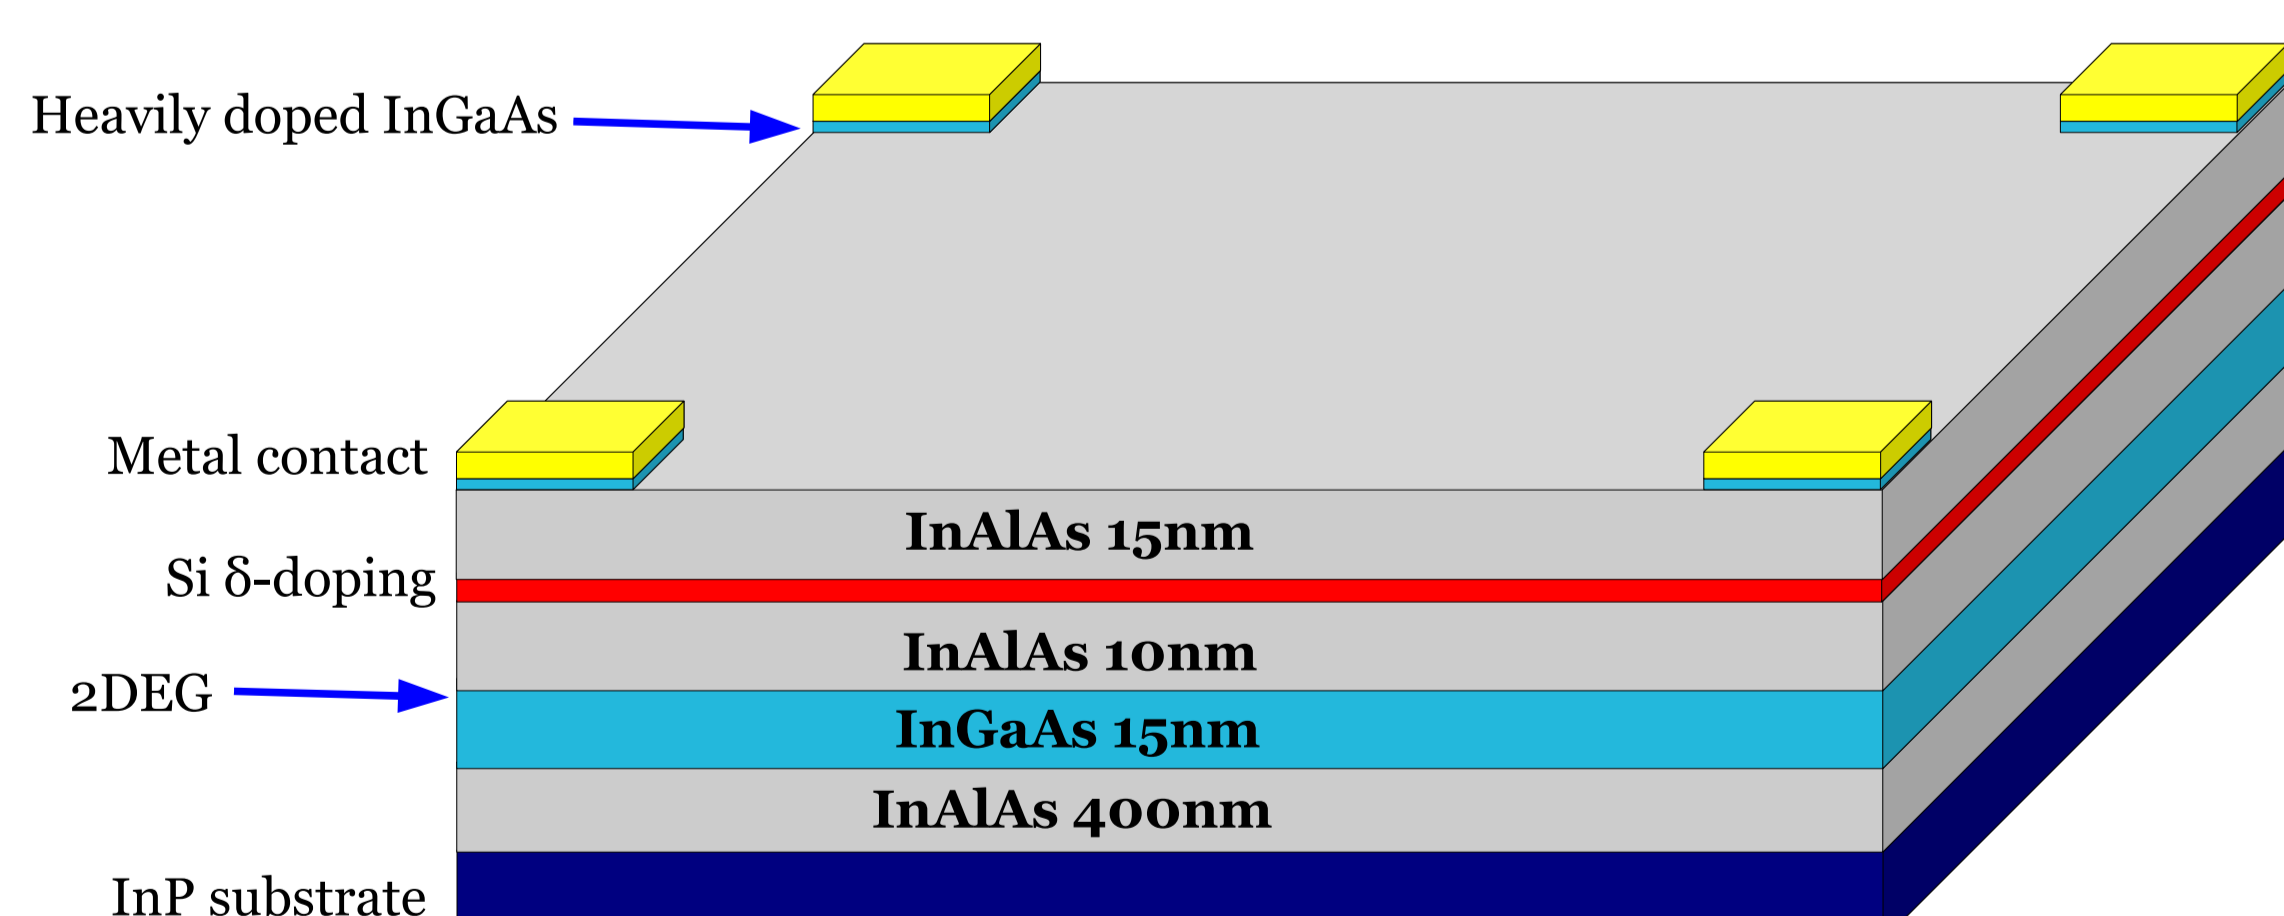 Heavily doped InGaAs
Metal contact
InAlAs 15nm
Si δ-doping
InAlAs 10nm
2DEG
InGaAs 15nm
InAlAs 400nm
InP substrate